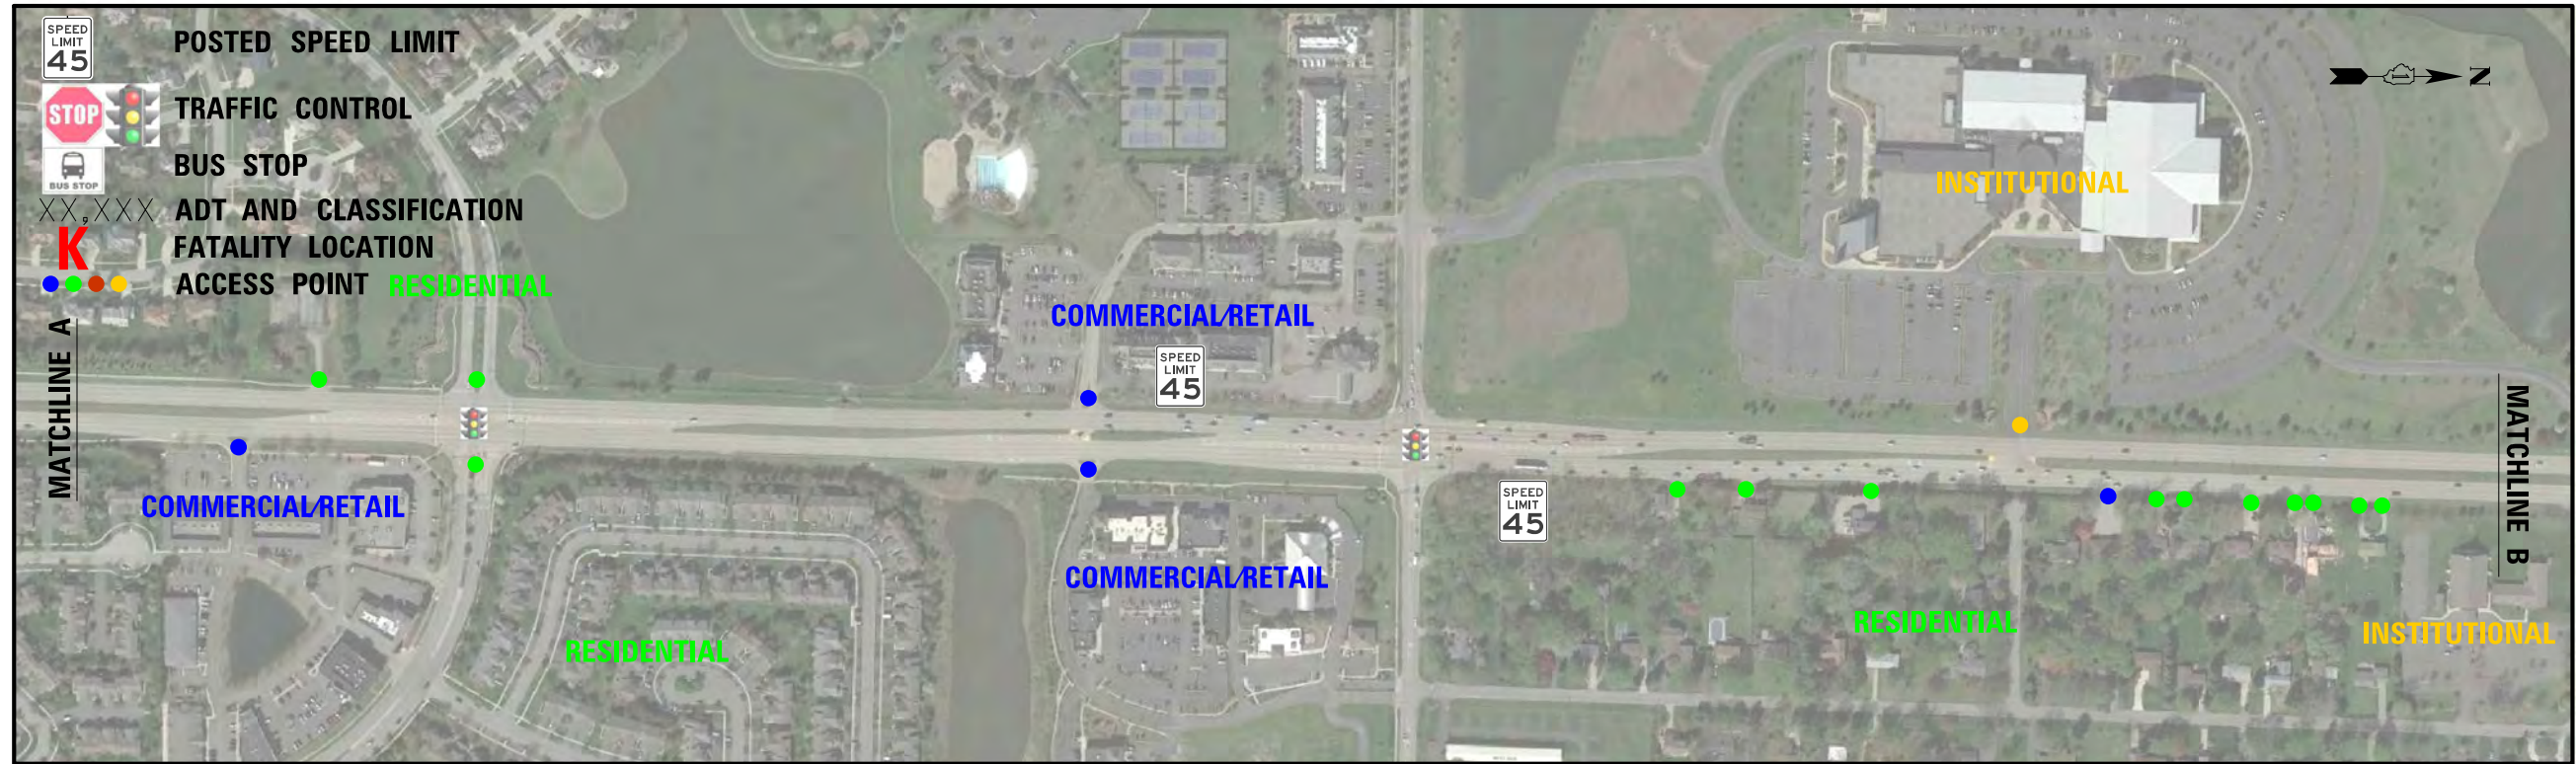 SPEED
LIMIT
45
POSTED SPEED LIMIT
STOP
TRAFFIC CONTROL
BUS STOP
BUS STOP
XX,XXX ADT AND CLASSIFICATION
K FATALITY LOCATION
ACCESS POINT
RESIDENTIAL
N
INSTITUTIONAL
COMMERCIAL/RETAIL
SPEED
LIMIT
45
MATCHLINE A
MATCHLINE B
COMMERCIAL/RETAIL
SPEED
LIMIT
45
COMMERCIAL/RETAIL
RESIDENTIAL
RESIDENTIAL
INSTITUTIONAL